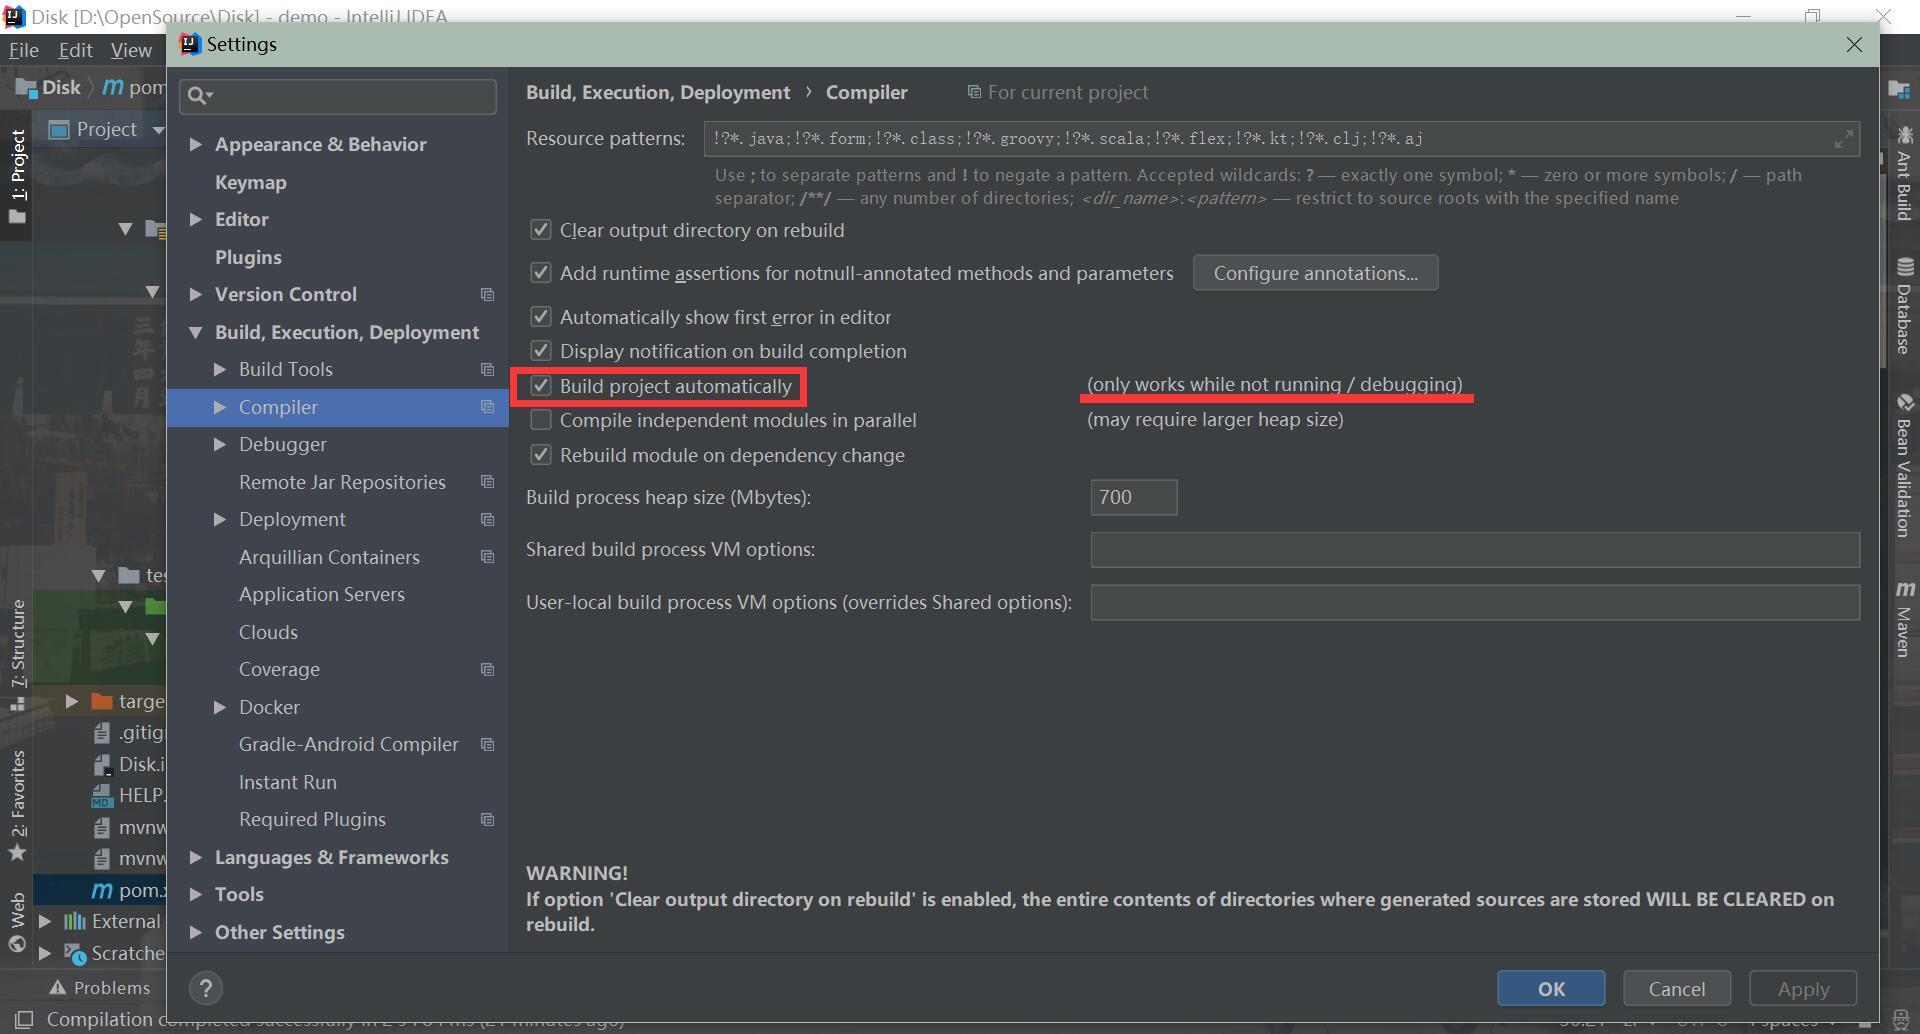 Disk [D:\OpenSource\Disk] - demo - IntelliJ IDEA
File Edit View
Disk pom
Project
1: Project
7: Structure
2: Favorites
Web
targe
.gitig
Disk.i
HELP.
mvnw
mvnw
pom.x
External
Scratche
Problems
Settings
Appearance & Behavior
Keymap
Editor
Plugins
Version Control
Build, Execution, Deployment
Build Tools
Compiler
Debugger
Remote Jar Repositories
Deployment
Arquillian Containers
Application Servers
Clouds
Coverage
Docker
Gradle-Android Compiler
Instant Run
Required Plugins
Languages & Frameworks
Tools
Other Settings
Build, Execution, Deployment › Compiler For current project
Resource patterns: !?*.java;!?*.form;!?*.class;!?*.groovy;!?*.scala;!?*.flex;!?*.kt;!?*.clj;!?*.aj
Use ; to separate patterns and ! to negate a pattern. Accepted wildcards: ? — exactly one symbol; * — zero or more symbols; / — path
separator; /**/ — any number of directories; <dir_name>:<pattern> — restrict to source roots with the specified name
Clear output directory on rebuild
Add runtime assertions for notnull-annotated methods and parameters Configure annotations...
Automatically show first error in editor
Display notification on build completion
Build project automatically (only works while not running / debugging)
Compile independent modules in parallel (may require larger heap size)
Rebuild module on dependency change
Build process heap size (Mbytes): 700
Shared build process VM options:
User-local build process VM options (overrides Shared options):
WARNING!
If option 'Clear output directory on rebuild' is enabled, the entire contents of directories where generated sources are stored WILL BE CLEARED on
rebuild.
? OK Cancel Apply
Ant Build
Database
Bean Validation
Maven